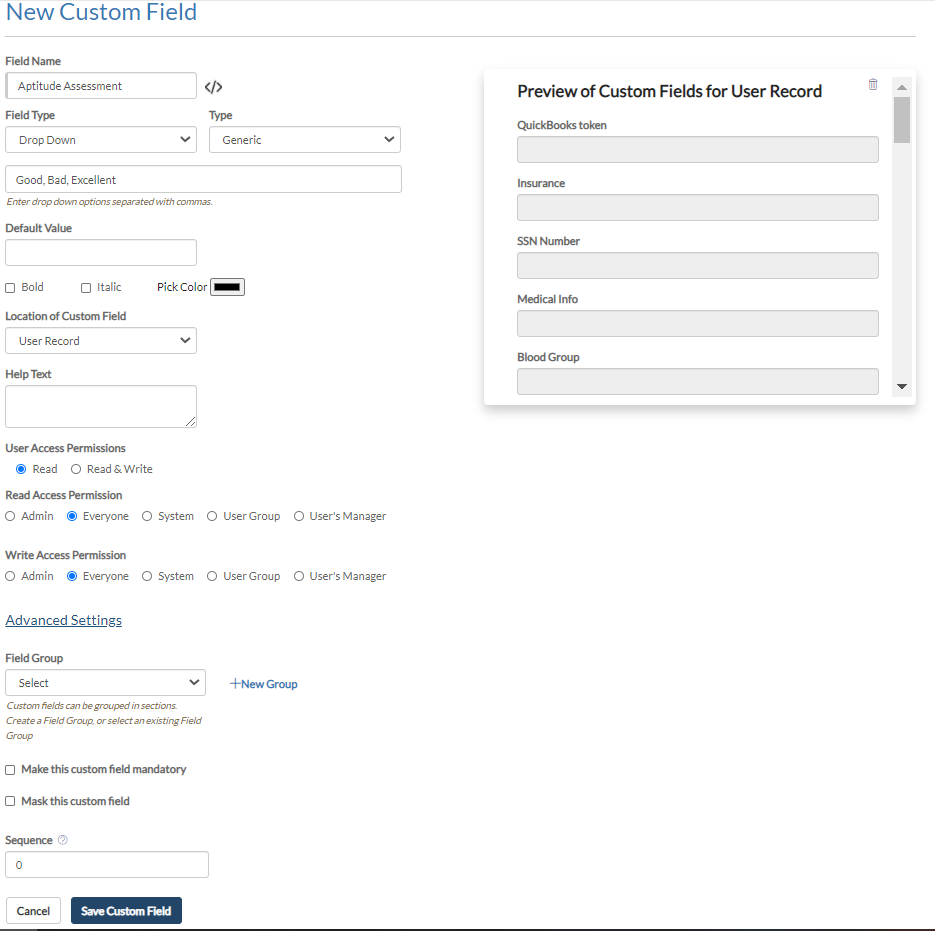 New Custom Field
Field Name
Aptitude Assessment </>
Field Type Type
Drop Down Generic
Good, Bad, Excellent
Enter drop down options separated with commas.
Default Value
Bold Italic Pick Color
Location of Custom Field
User Record
Help Text
User Access Permissions
Read Read & Write
Read Access Permission
Admin Everyone System User Group User's Manager
Write Access Permission
Admin Everyone System User Group User's Manager
Advanced Settings
Field Group
Select +New Group
Custom fields can be grouped in sections.
Create a Field Group, or select an existing Field
Group
Make this custom field mandatory
Mask this custom field
Sequence ?
0
Cancel Save Custom Field
Preview of Custom Fields for User Record
QuickBooks token
Insurance
SSN Number
Medical Info
Blood Group